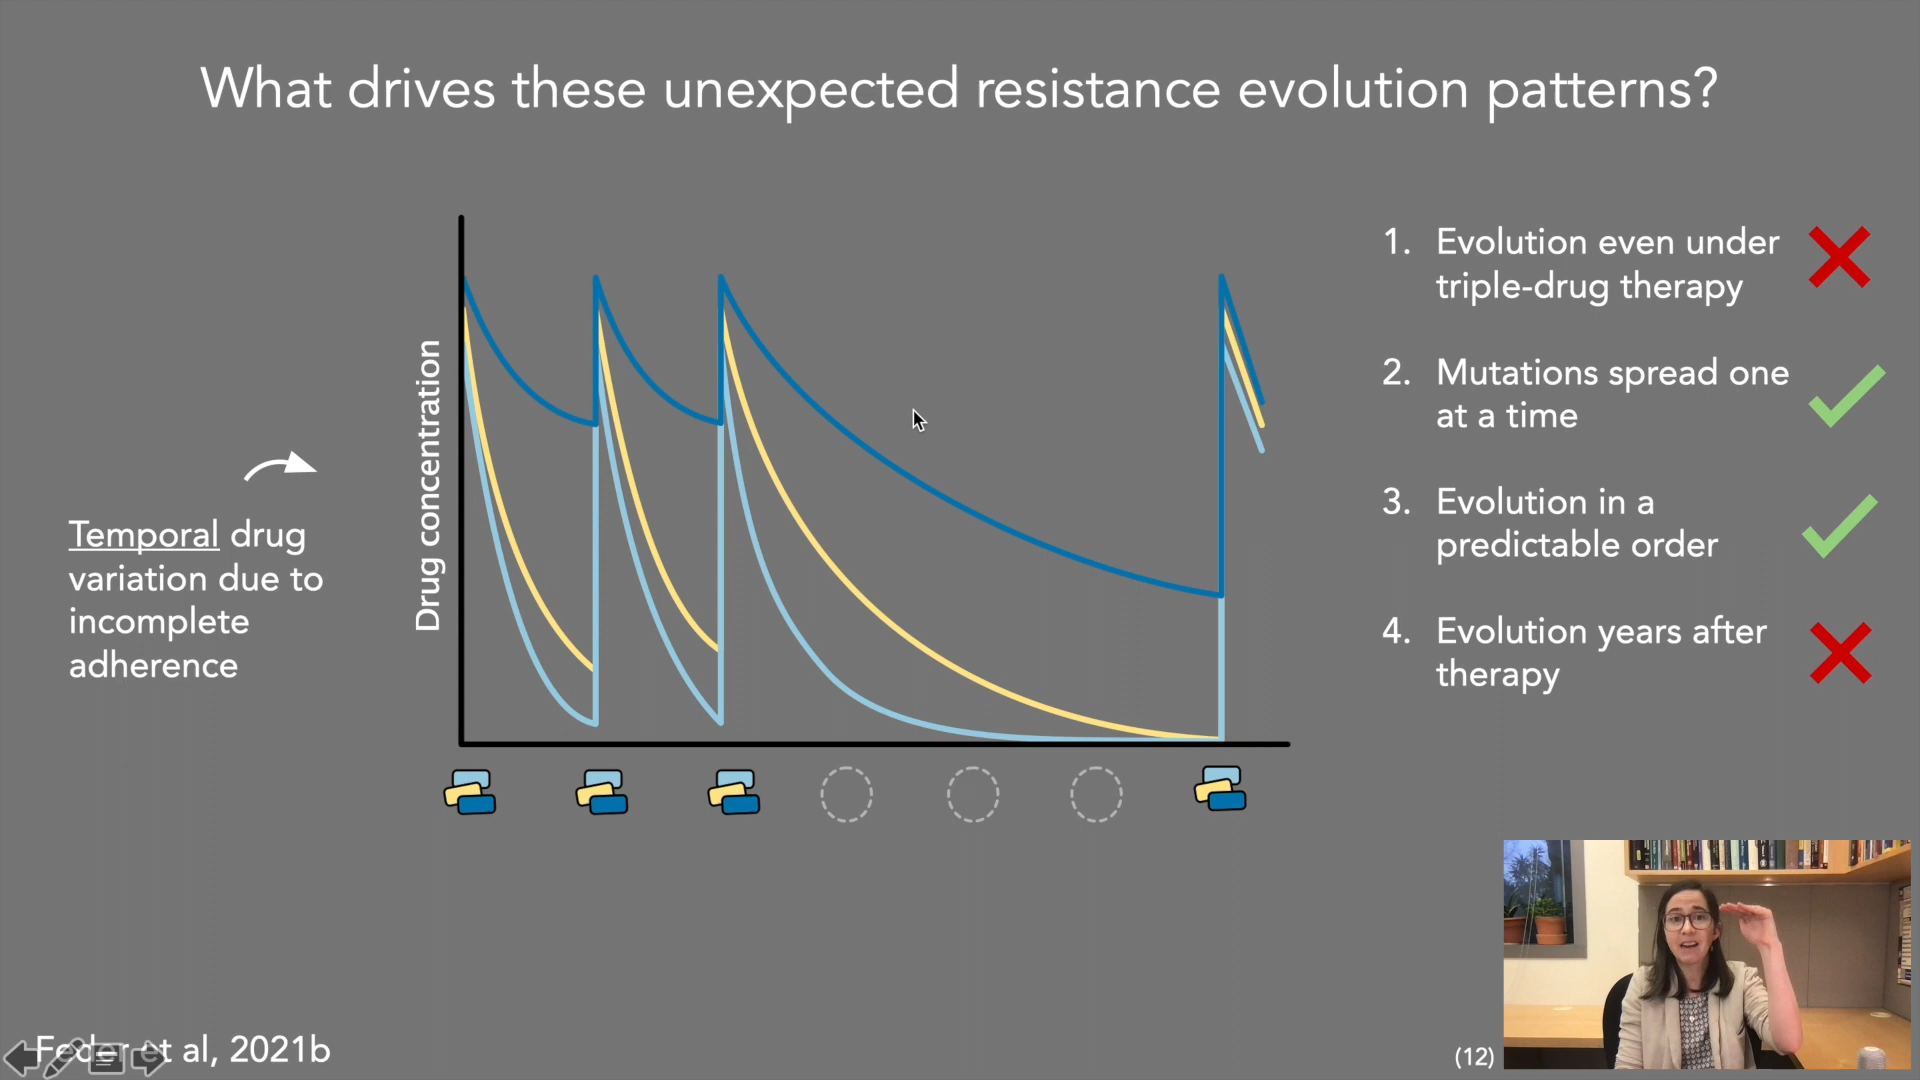 What drives these unexpected resistance evolution patterns?
Temporal drug
variation due to
incomplete
adherence
Drug concentration
1. Evolution even under
triple-drug therapy
2. Mutations spread one
at a time
3. Evolution in a
predictable order
4. Evolution years after
therapy
Feder et al, 2021b
(12)